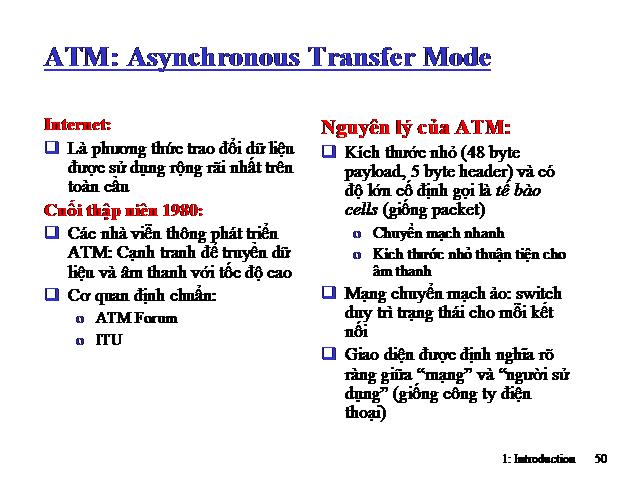 ATM: Asynchronous Transfer Mode
Internet:
Là phương thức trao đổi dữ liệu
được sử dụng rộng rãi nhất trên
toàn cầu
Cuối thập niên 1980:
Các nhà viễn thông phát triển
ATM: Cạnh tranh để truyền dữ
liệu và âm thanh với tốc độ cao
Cơ quan định chuẩn:
o ATM Forum
o ITU
Nguyên lý của ATM:
Kích thước nhỏ (48 byte
payload, 5 byte header) và có
độ lớn cố định gọi là tế bào
cells (giống packet)
o Chuyển mạch nhanh
o Kích thước nhỏ thuận tiện cho
âm thanh
Mạng chuyển mạch ảo: switch
duy trì trạng thái cho mỗi kết
nối
Giao diện được định nghĩa rõ
ràng giữa “mạng” và “người sử
dụng” (giống công ty điện
thoại)
1: Introduction 50